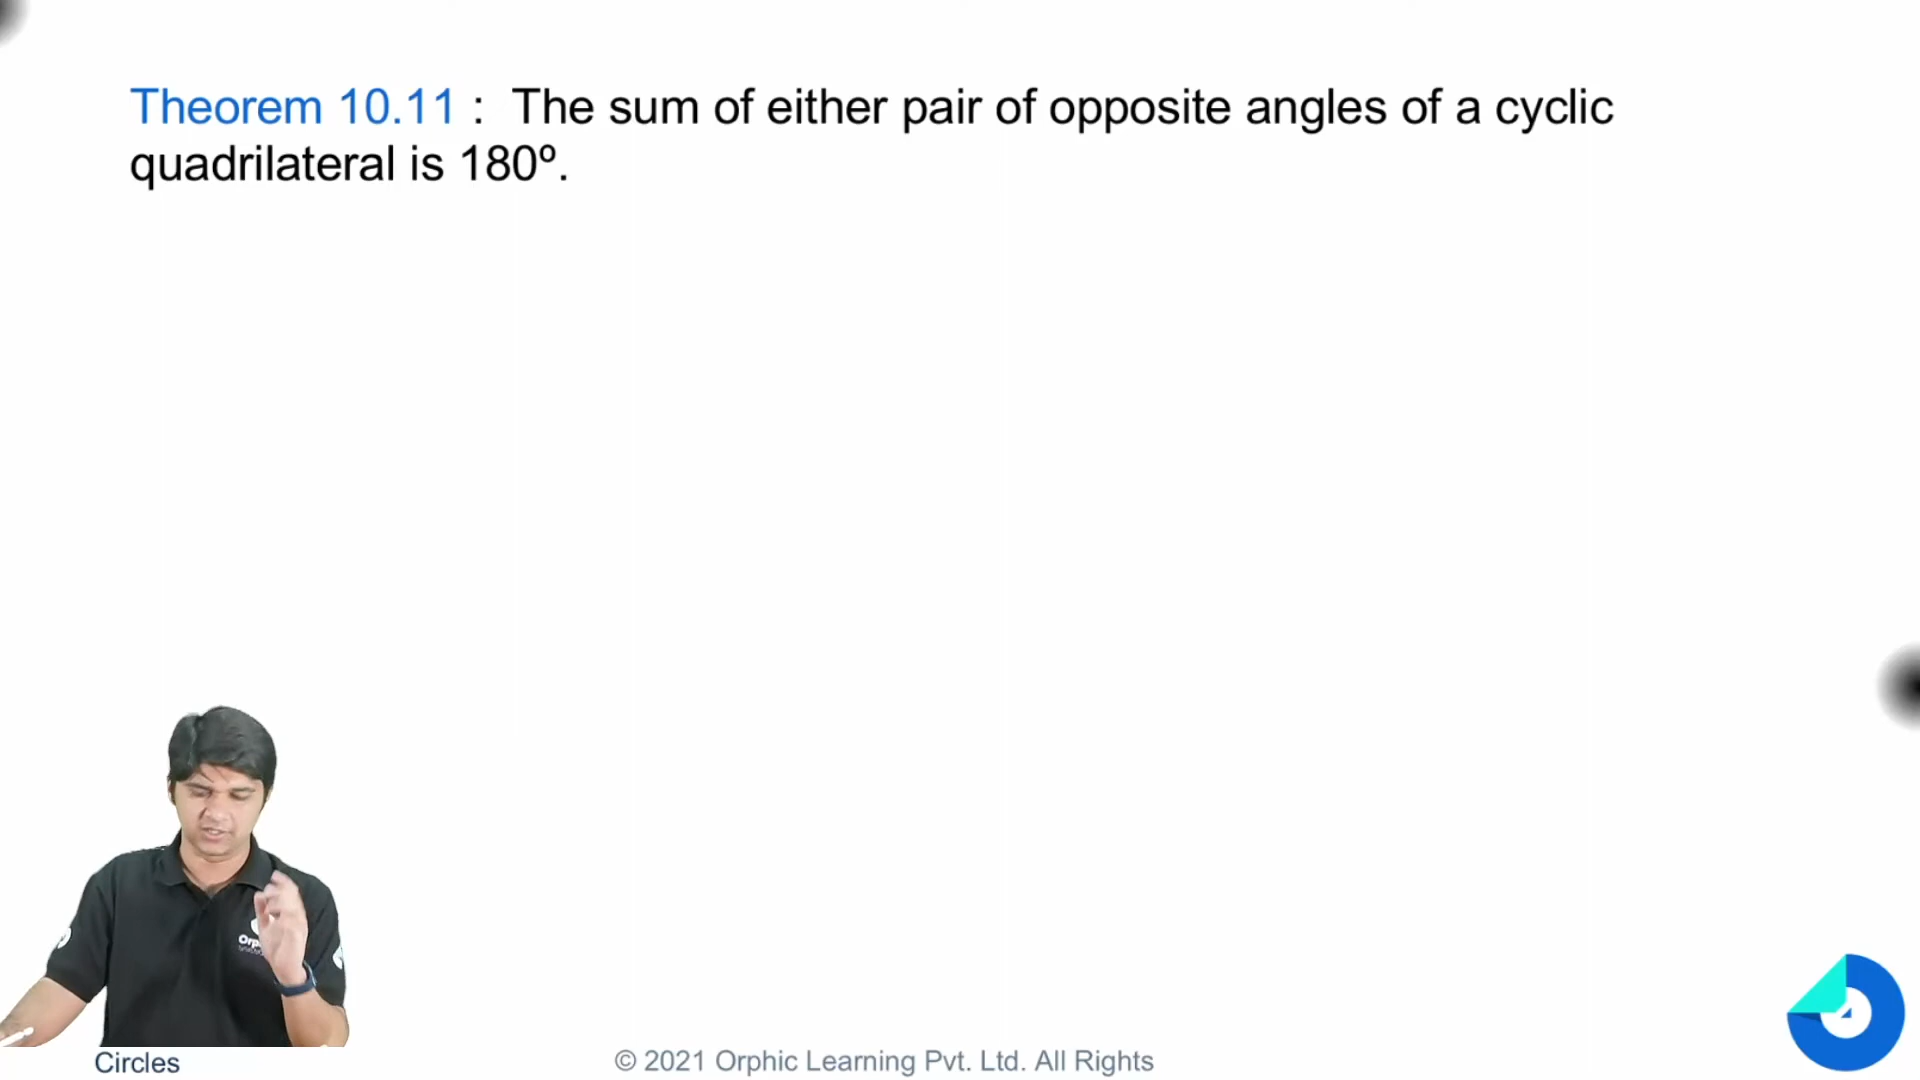 Theorem 10.11 : The sum of either pair of opposite angles of a cyclic
quadrilateral is 180º.
Circles
© 2021 Orphic Learning Pvt. Ltd. All Rights